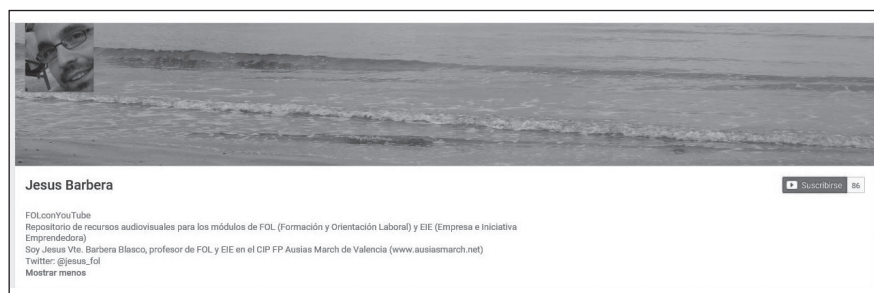 Jesus Barbera
Suscribirse 86
FOLconYouTube
Repositorio de recursos audiovisuales para los módulos de FOL (Formación y Orientación Laboral) y EIE (Empresa e Iniciativa
Emprendedora)
Soy Jesus Vte. Barbera Blasco, profesor de FOL y EIE en el CIP FP Ausias March de Valencia (www.ausiasmarch.net)
Twitter: @jesus_fol
Mostrar menos